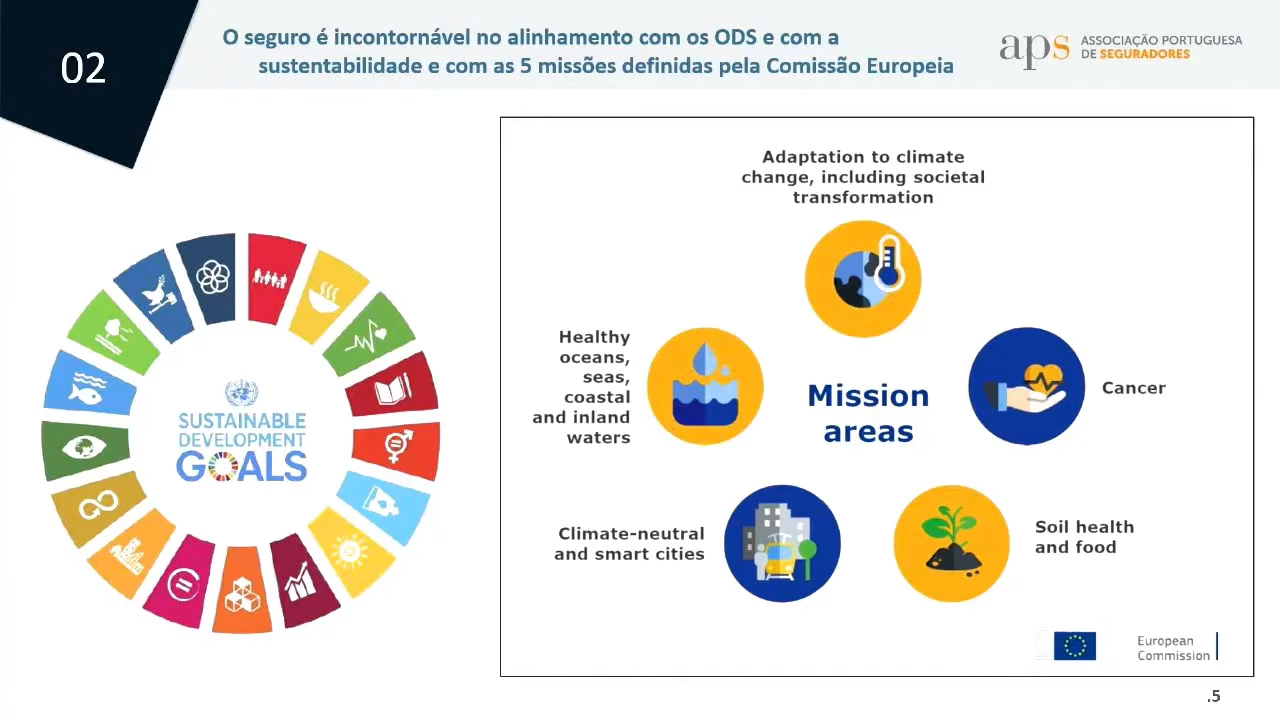 02
O seguro é incontornável no alinhamento com os ODS e com a
sustentabilidade e com as 5 missões definidas pela Comissão Europeia
aps ASSOCIAÇÃO PORTUGUESA
DE SEGURADORES
SUSTAINABLE
DEVELOPMENT
GOALS
Adaptation to climate
change, including societal
transformation
Healthy
oceans,
seas,
coastal
and inland
waters
Mission
areas
Cancer
Climate-neutral
and smart cities
Soil health
and food
European
Commission
.5